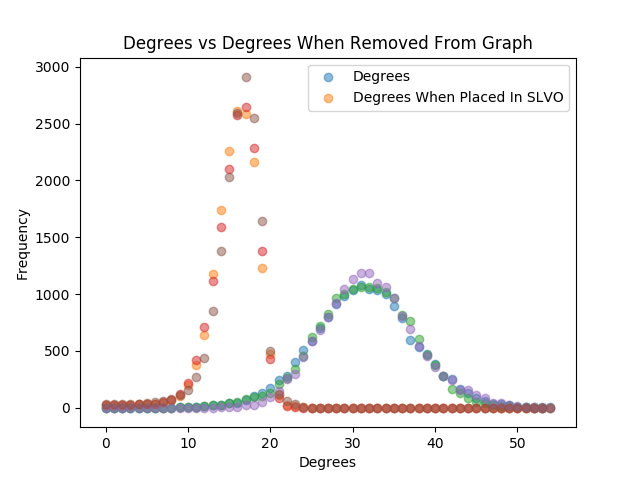 Degrees vs Degrees When Removed From Graph
3000
2500
2000
1500
1000
500
0
Frequency
Degrees
Degrees When Placed In SLVO
0 10 20 30 40 50
Degrees